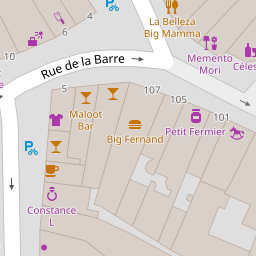 La Belleza
Big Mamma
10
6
Rue de la Barre
Memento
Mori
Céles
5
107
105
101
Maloot
Bar
Big Fernand
Petit Fermier
Constance
L
10